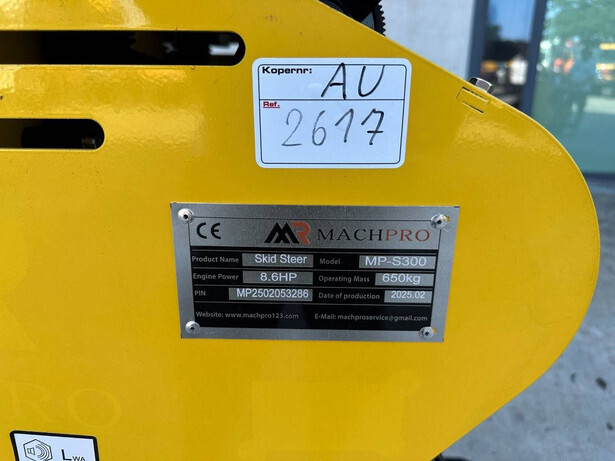 Kopernr: AU
Ref. 2617
CE MR MACHPRO
Product Name Skid Steer Model MP-S300
Engine Power 8.6HP Operating Mass 650kg
PIN MP2502053286 Date of production 2025.02
Website: www.machpro123.com E-Mail: machproservice@gmail.com
PRO
LWA